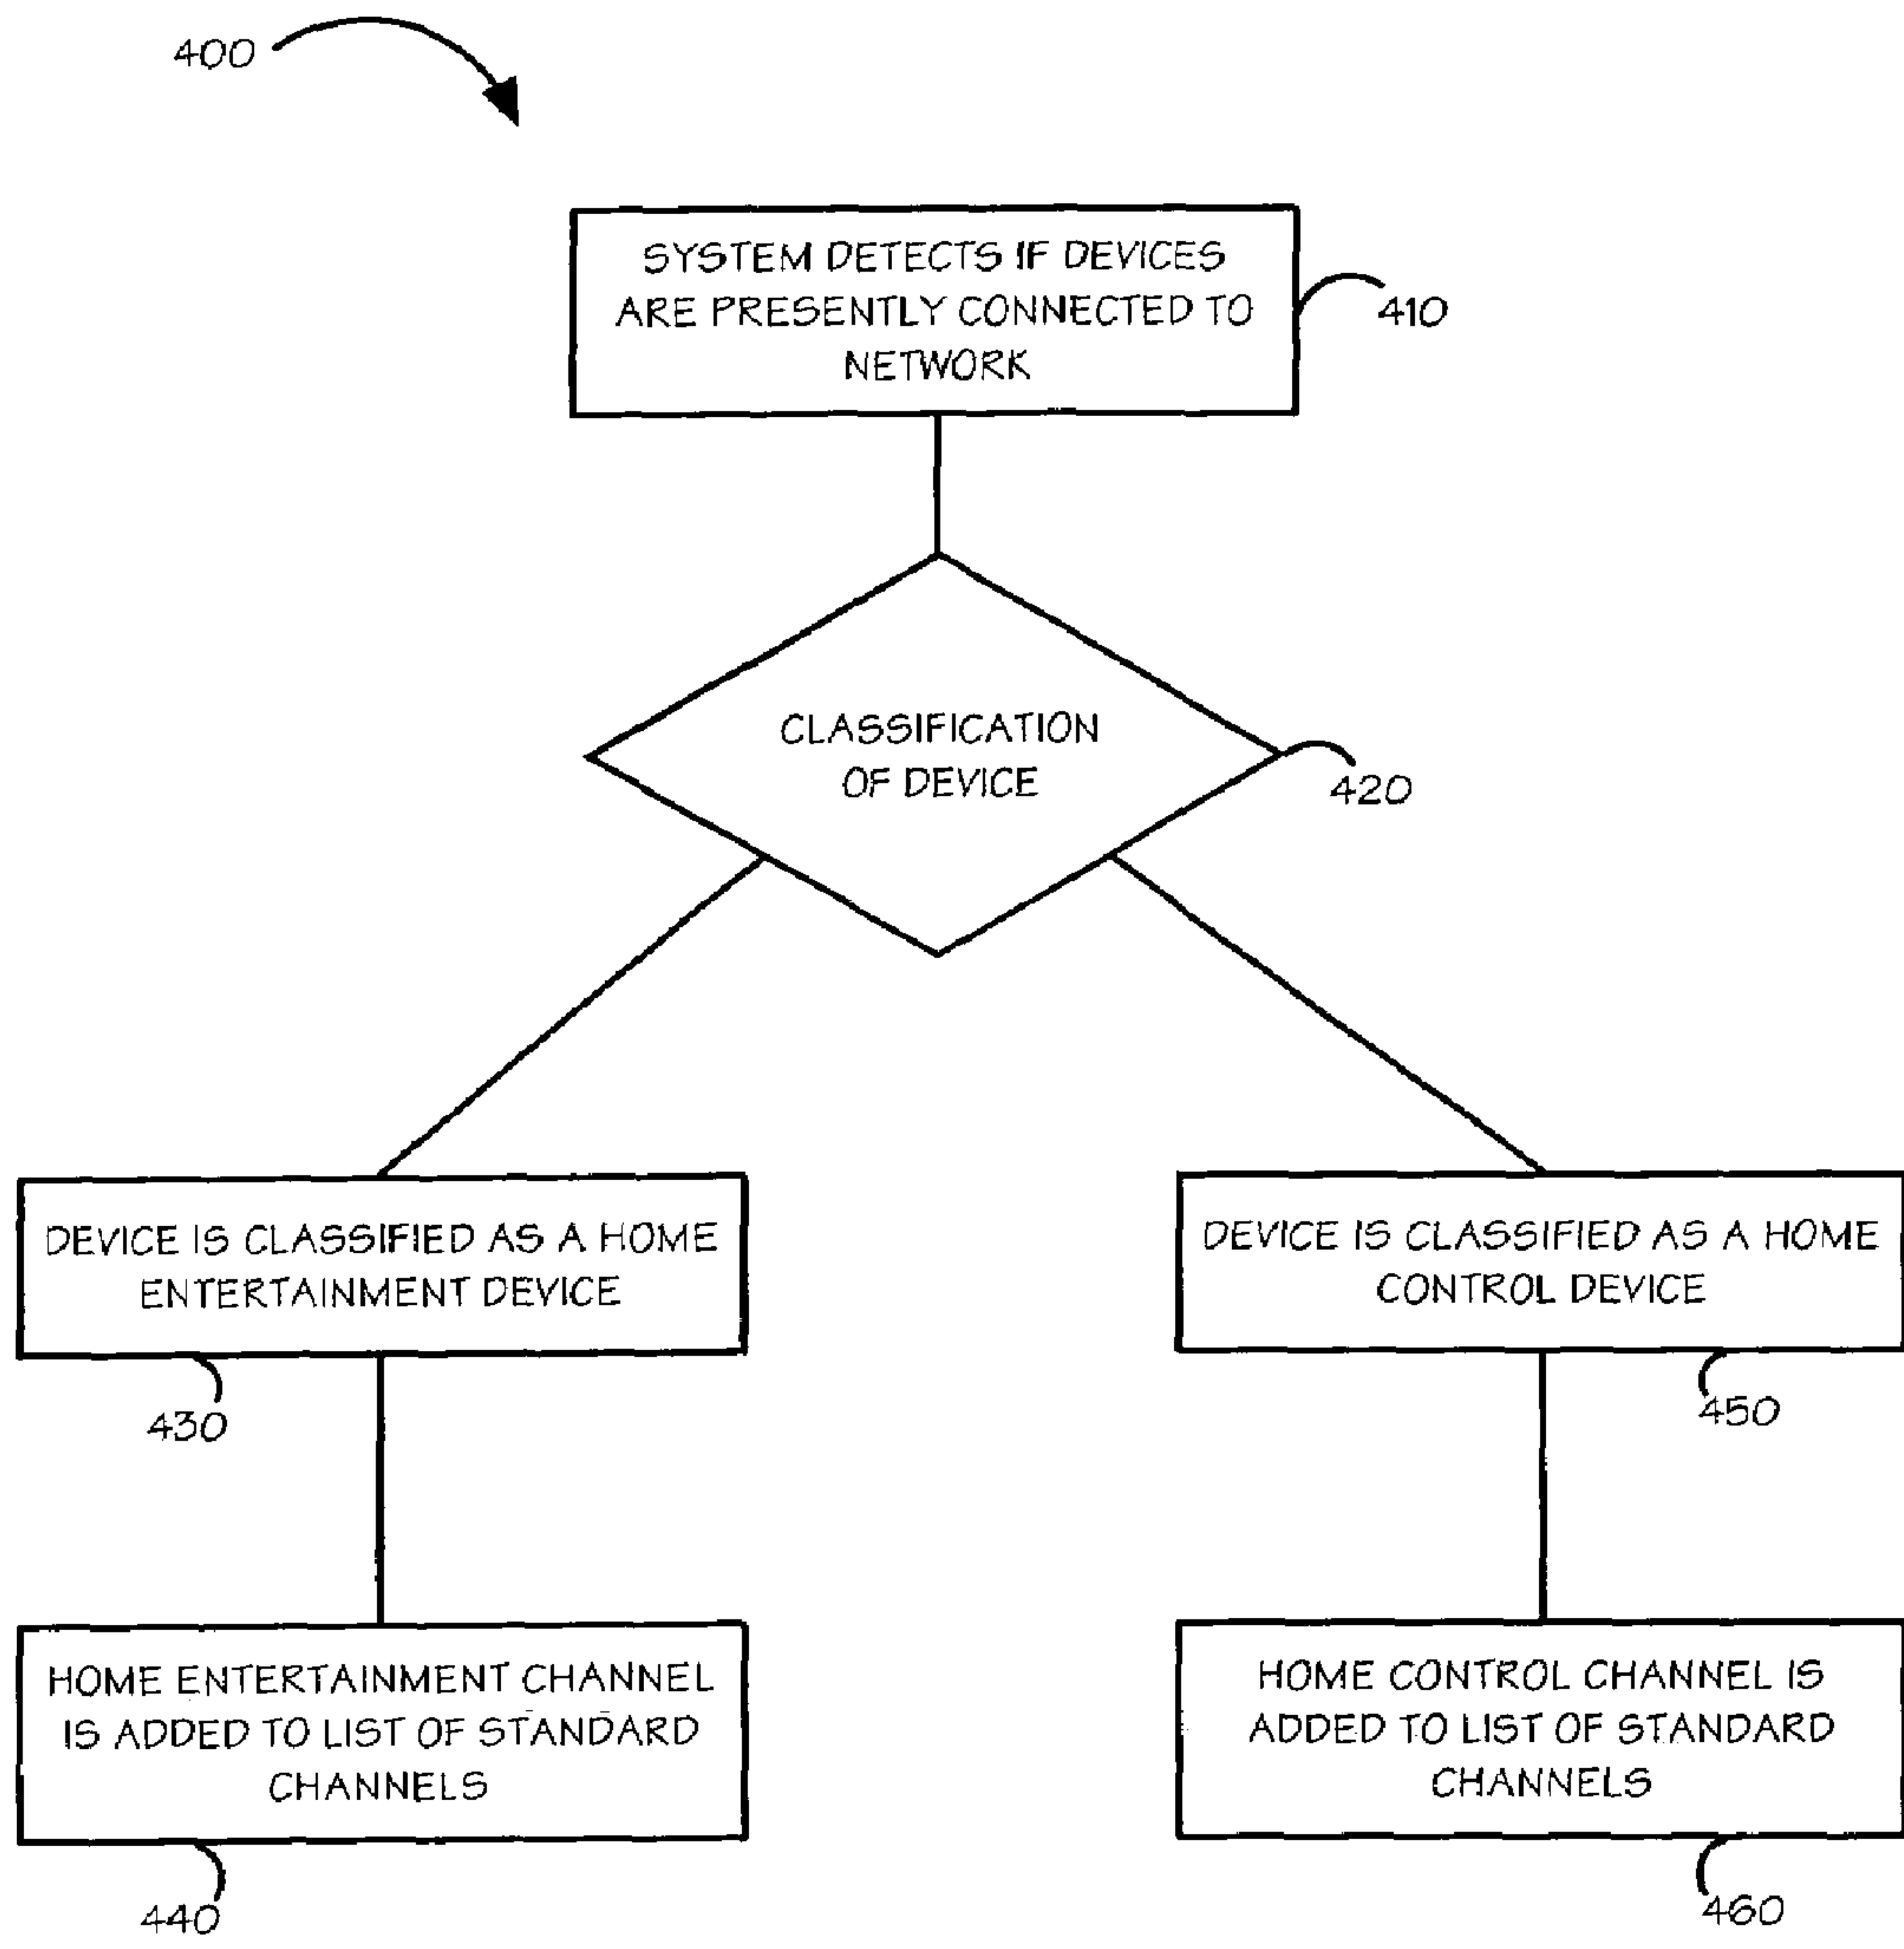 400
SYSTEM DETECTS IF DEVICES
ARE PRESENTLY CONNECTED TO
NETWORK
410
CLASSIFICATION
OF DEVICE
420
DEVICE IS CLASSIFIED AS A HOME
ENTERTAINMENT DEVICE
430
DEVICE IS CLASSIFIED AS A HOME
CONTROL DEVICE
450
HOME ENTERTAINMENT CHANNEL
IS ADDED TO LIST OF STANDARD
CHANNELS
440
HOME CONTROL CHANNEL IS
ADDED TO LIST OF STANDARD
CHANNELS
460